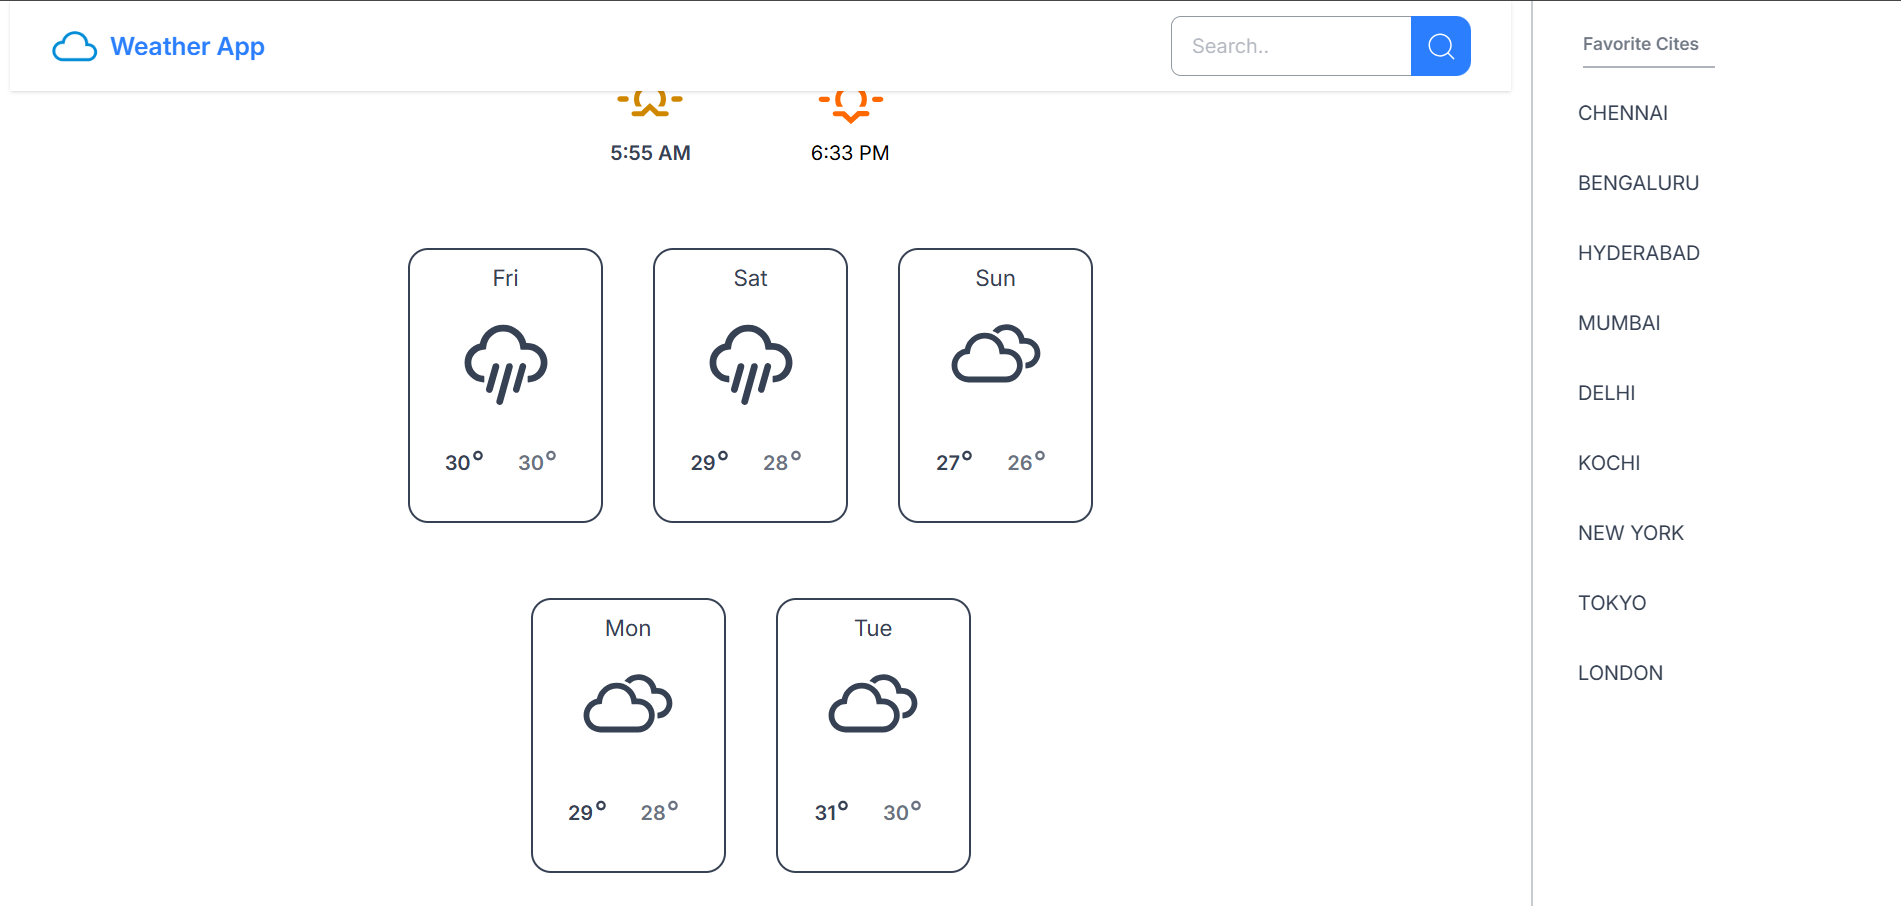 Weather App
Search..
5:55 AM 6:33 PM
Fri Sat Sun
30° 30° 29° 28° 27° 26°
Mon Tue
29° 28° 31° 30°
Favorite Cites
CHENNAI
BENGALURU
HYDERABAD
MUMBAI
DELHI
KOCHI
NEW YORK
TOKYO
LONDON